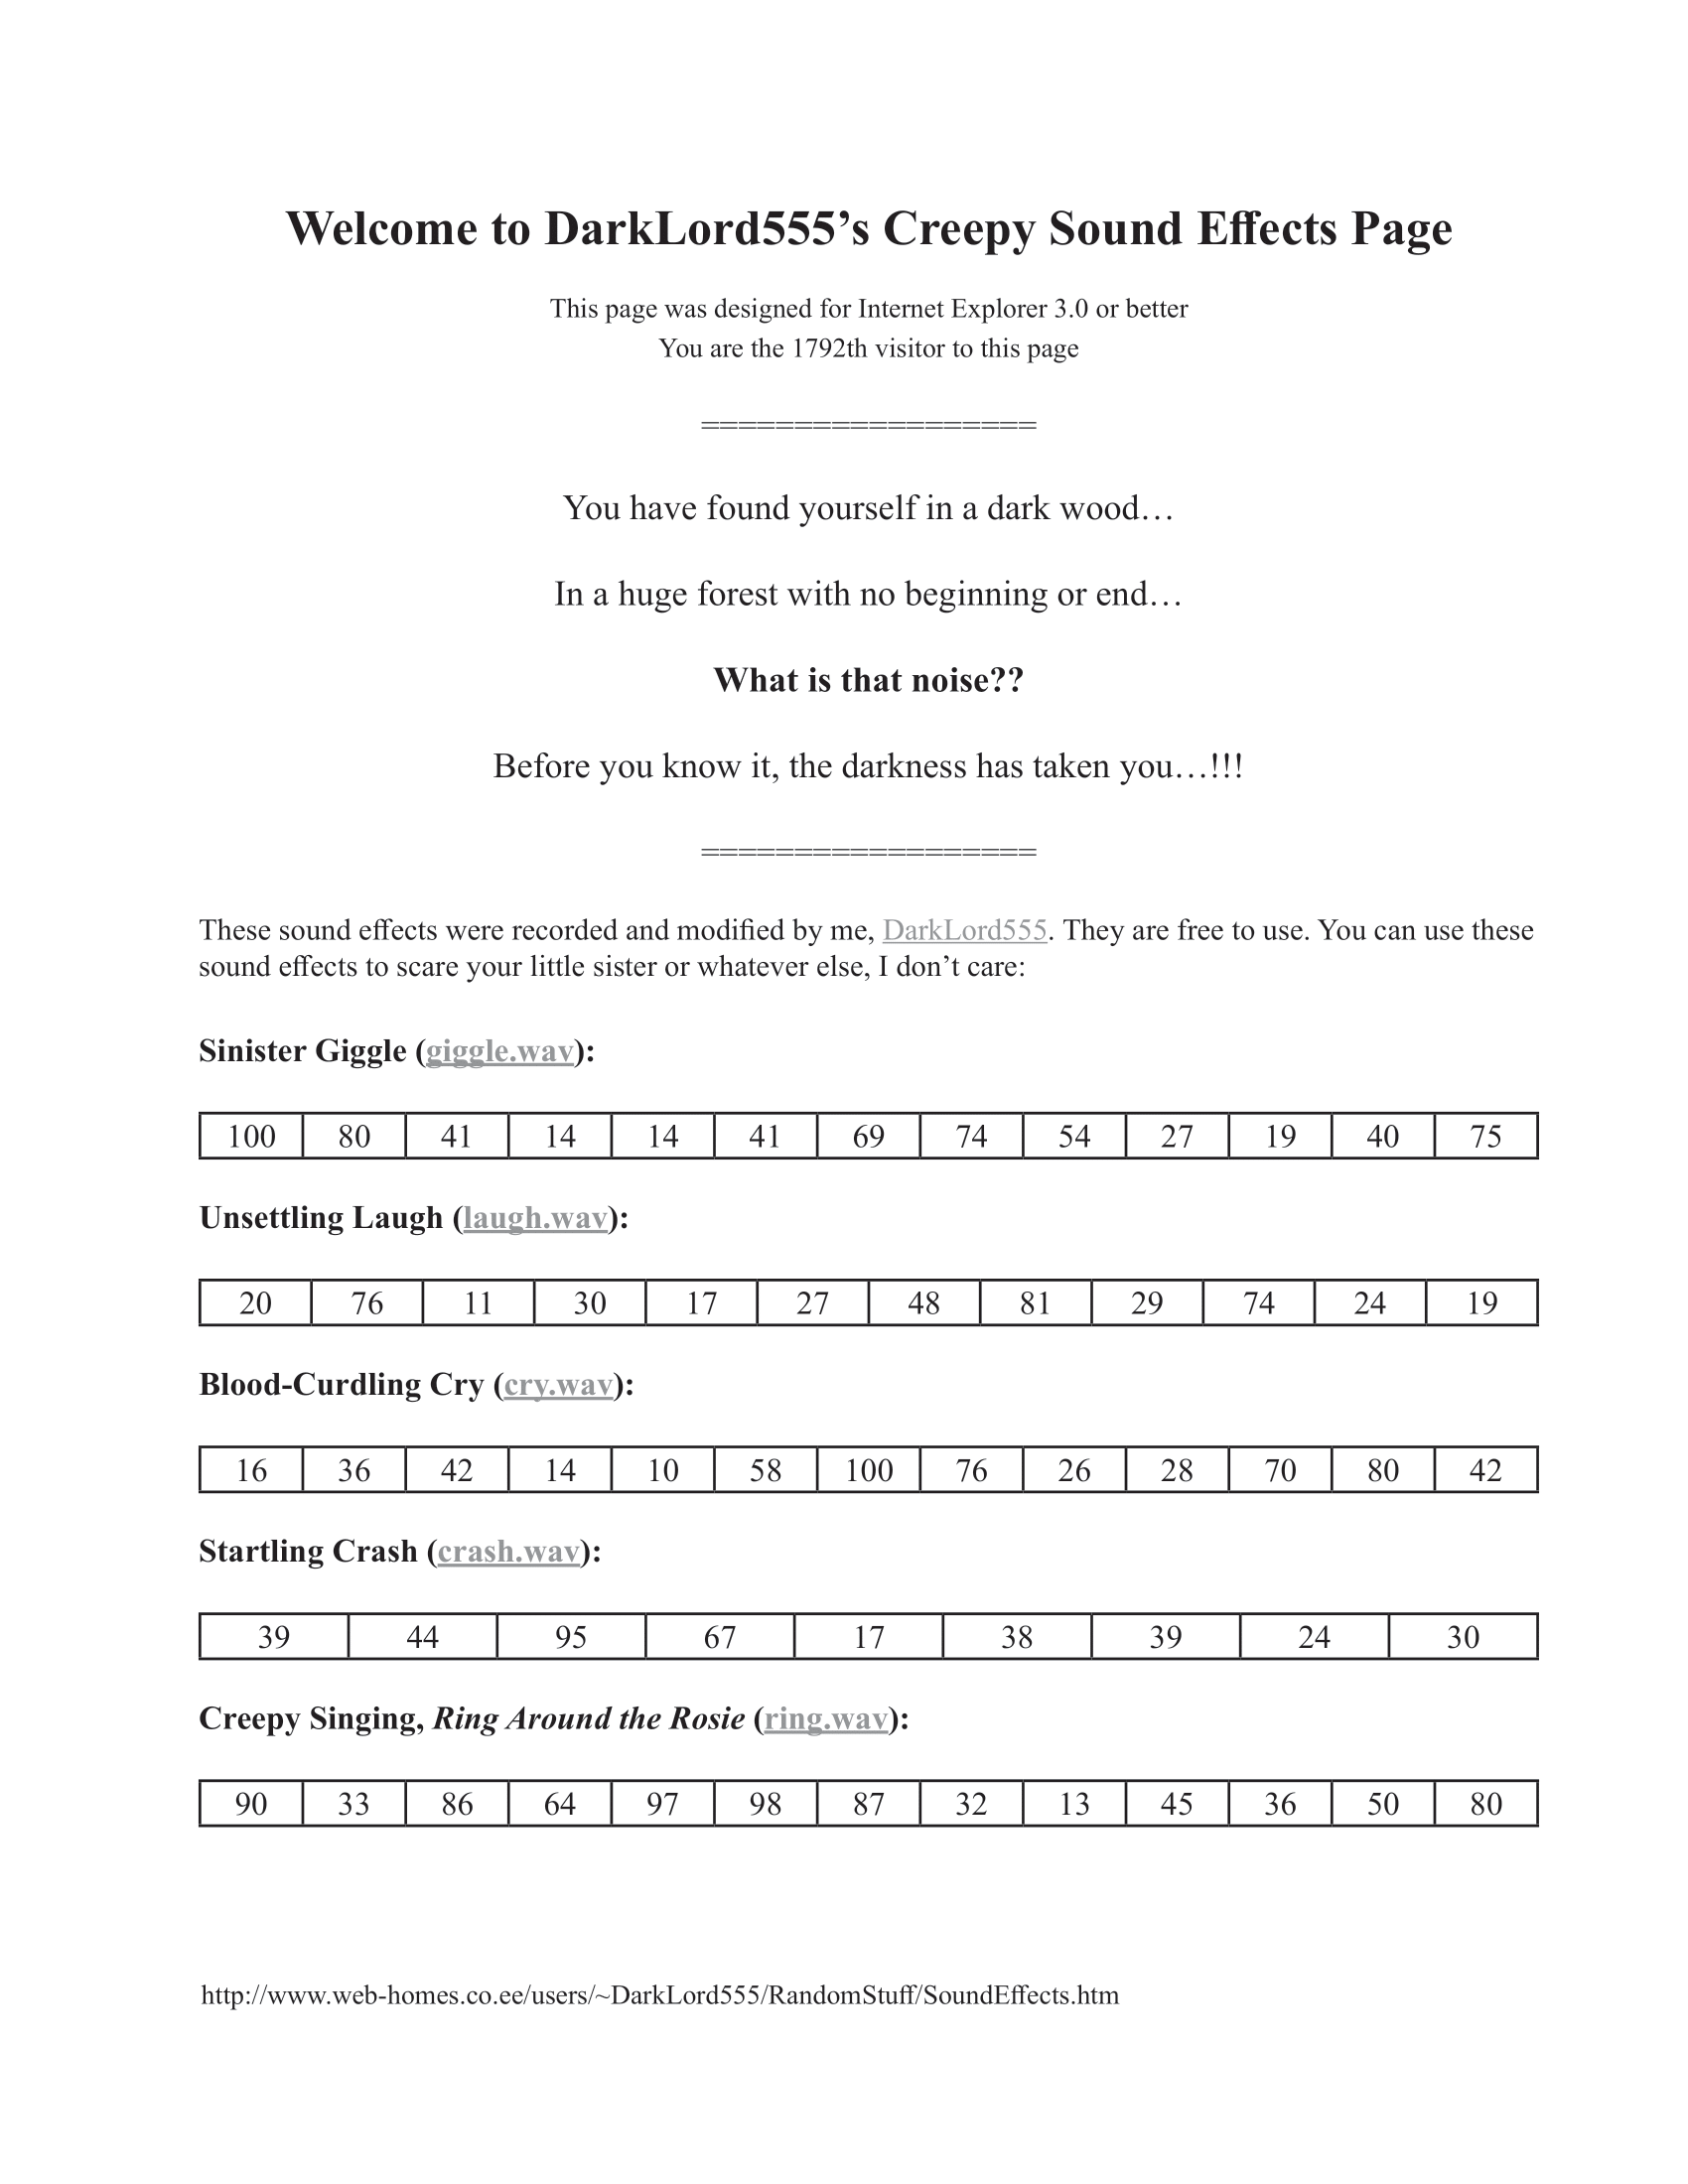 Welcome to DarkLord555’s Creepy Sound Effects Page
This page was designed for Internet Explorer 3.0 or better
You are the 1792th visitor to this page
==================
You have found yourself in a dark wood…
In a huge forest with no beginning or end…
What is that noise??
Before you know it, the darkness has taken you…!!!
==================
These sound effects were recorded and modified by me, DarkLord555. They are free to use. You can use these
sound effects to scare your little sister or whatever else, I don’t care:
Sinister Giggle (giggle.wav):
100 80 41 14 14 41 69 74 54 27 19 40 75
Unsettling Laugh (laugh.wav):
20 76 11 30 17 27 48 81 29 74 24 19
Blood-Curdling Cry (cry.wav):
16 36 42 14 10 58 100 76 26 28 70 80 42
Startling Crash (crash.wav):
39 44 95 67 17 38 39 24 30
Creepy Singing, Ring Around the Rosie (ring.wav):
90 33 86 64 97 98 87 32 13 45 36 50 80
http://www.web-homes.co.ee/users/~DarkLord555/RandomStuff/SoundEffects.htm